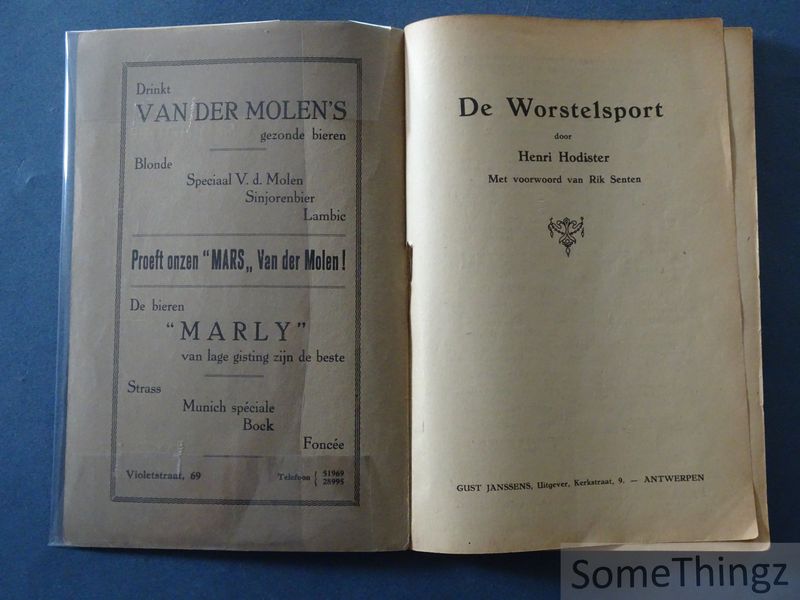 Drinkt
VAN DER MOLEN'S
gezonde bieren
Blonde
Speciaal V. d. Molen
Sinjorenbier
Lambic
Proeft onzen "MARS„ Van der Molen !
De bieren
"MARLY"
van lage gisting zijn de beste
Strass
Munich spéciale
Bock
Foncée
Violetstraat, 69
Telefoon { 51969
28995
De Worstelsport
door
Henri Hodister
Met voorwoord van Rik Senten
GUST JANSSENS, Uitgever, Kerkstraat, 9. — ANTWERPEN
SomeThingz